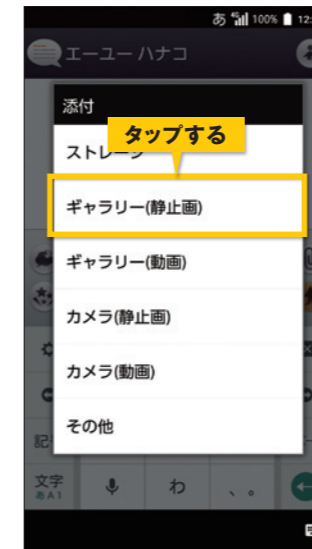 あ 100% 12:
エーユー ハナコ
添付
タップする
ストレージ
ギャラリー(静止画)
ギャラリー(動画)
カメラ(静止画)
カメラ(動画)
その他
記
文字 わ 、。
あA1